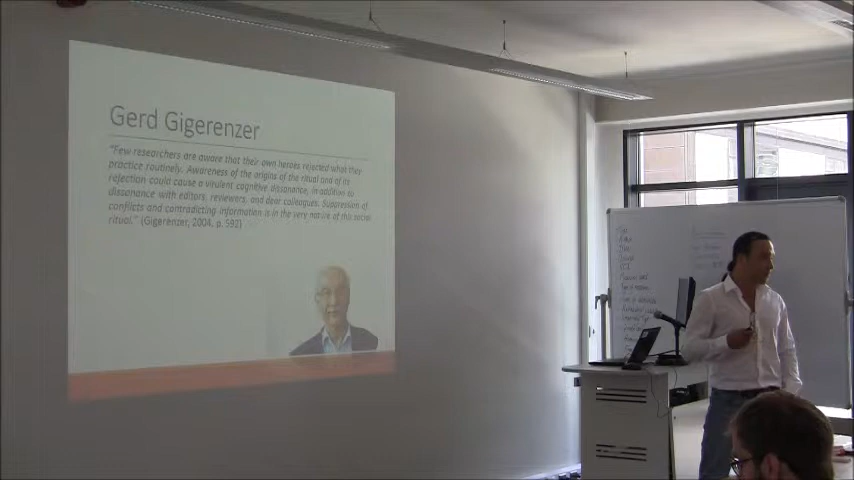 Gerd Gigerenzer
"Few researchers are aware that their own heroes rejected what they
practice routinely. Awareness of the origins of the ritual and of its
rejection could cause a virulent cognitive dissonance, in addition to
dissonance with editors, reviewers, and dear colleagues. Suppression of
conflicts and contradicting information is in the very nature of this social
ritual." (Gigerenzer, 2004, p. 592)